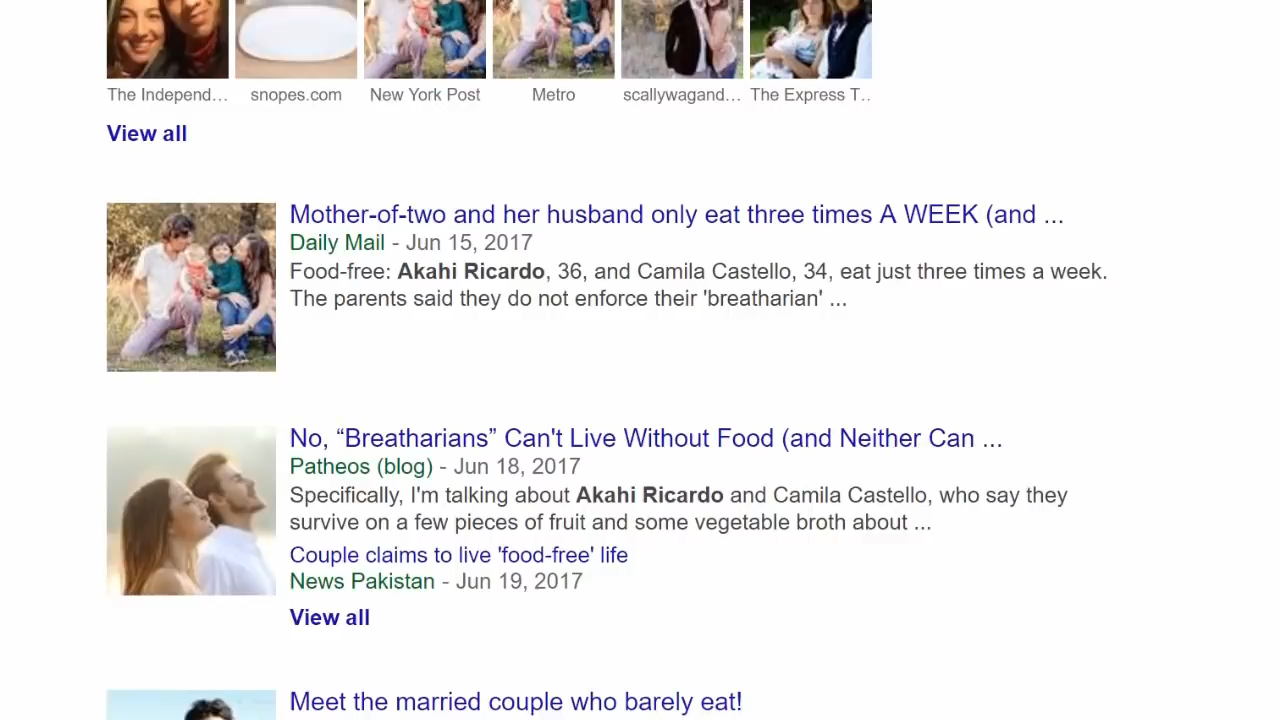 The Independ... snopes.com New York Post Metro scallywagand... The Express T..
View all
Mother-of-two and her husband only eat three times A WEEK (and ...
Daily Mail - Jun 15, 2017
Food-free: Akahi Ricardo, 36, and Camila Castello, 34, eat just three times a week.
The parents said they do not enforce their 'breatharian' ...
No, “Breatharians” Can't Live Without Food (and Neither Can ...
Patheos (blog) - Jun 18, 2017
Specifically, I'm talking about Akahi Ricardo and Camila Castello, who say they
survive on a few pieces of fruit and some vegetable broth about ...
Couple claims to live 'food-free' life
News Pakistan - Jun 19, 2017
View all
Meet the married couple who barely eat!